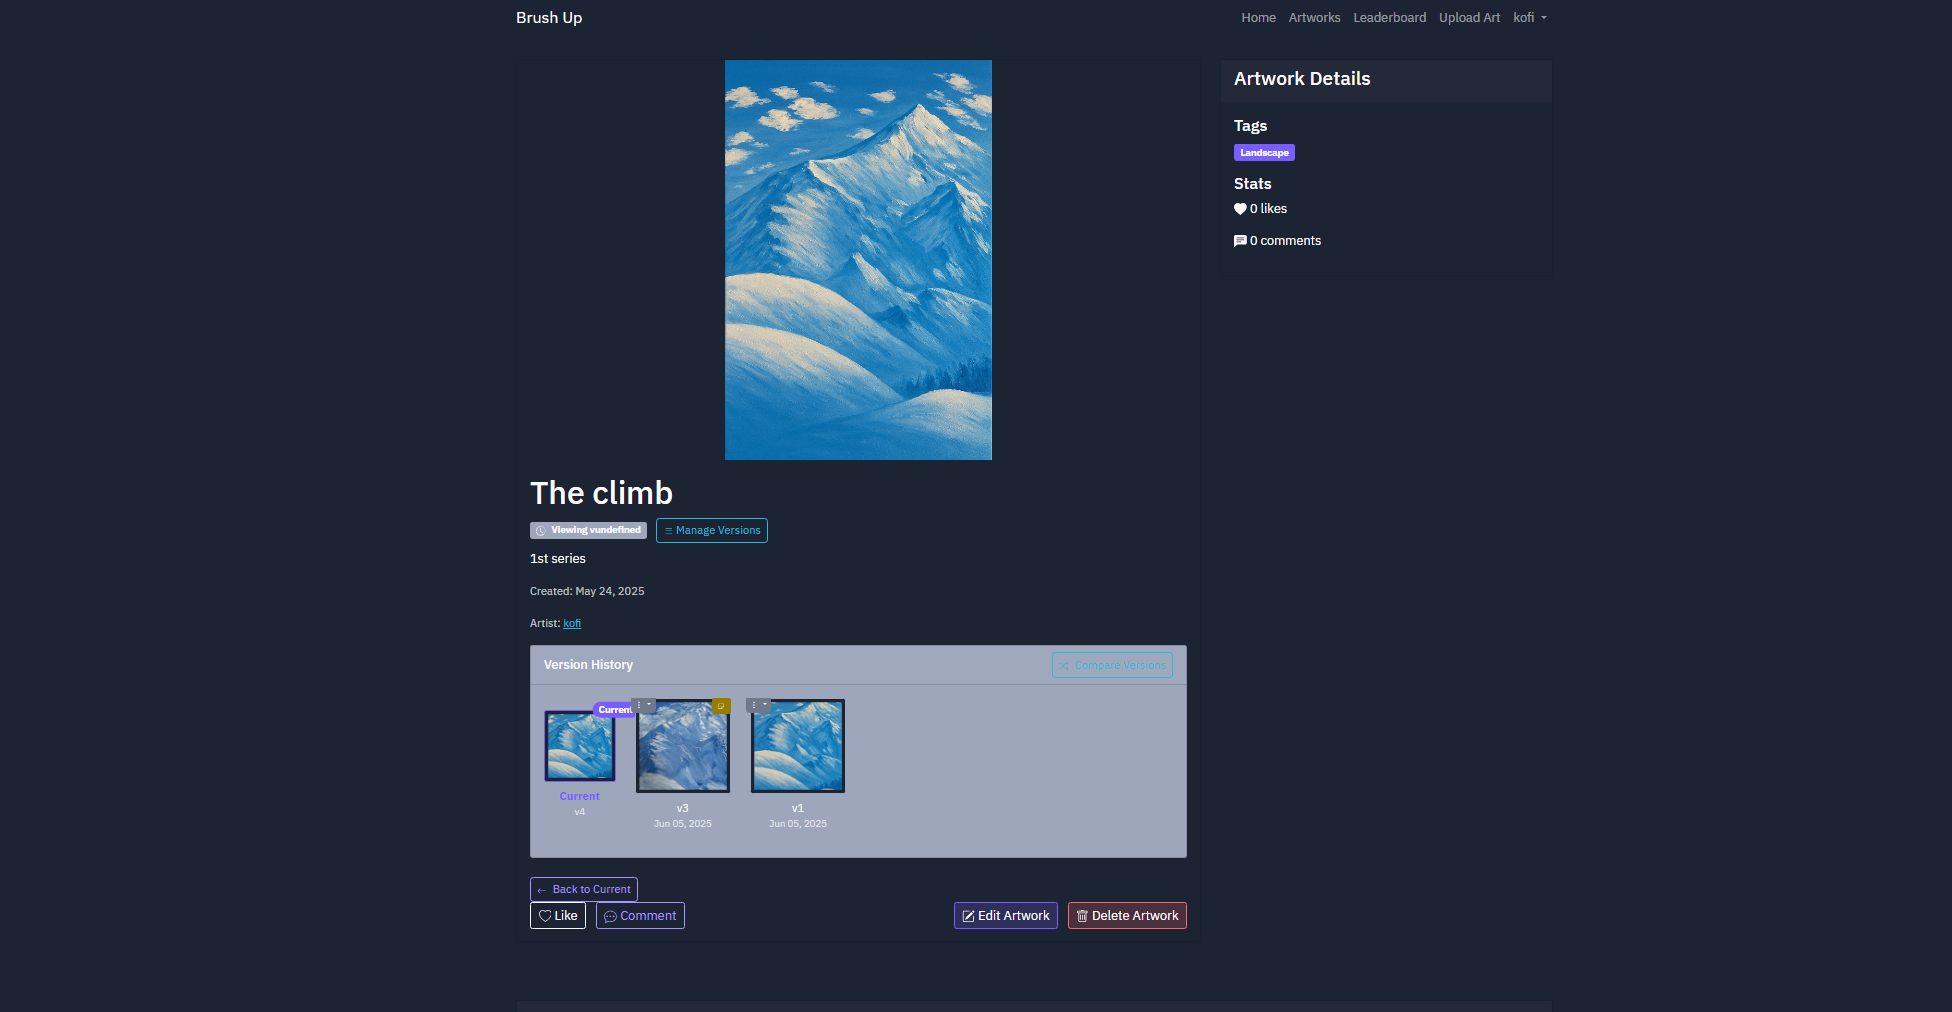 Brush Up
Home Artworks Leaderboard Upload Art kofi
Artwork Details
Tags
Landscape
Stats
0 likes
0 comments
The climb
Viewing vundefined
Manage Versions
1st series
Created: May 24, 2025
Artist: kofi
Version History
Compare Versions
Current
Current
v4
v3
Jun 05, 2025
v1
Jun 05, 2025
Back to Current
Like
Comment
Edit Artwork
Delete Artwork